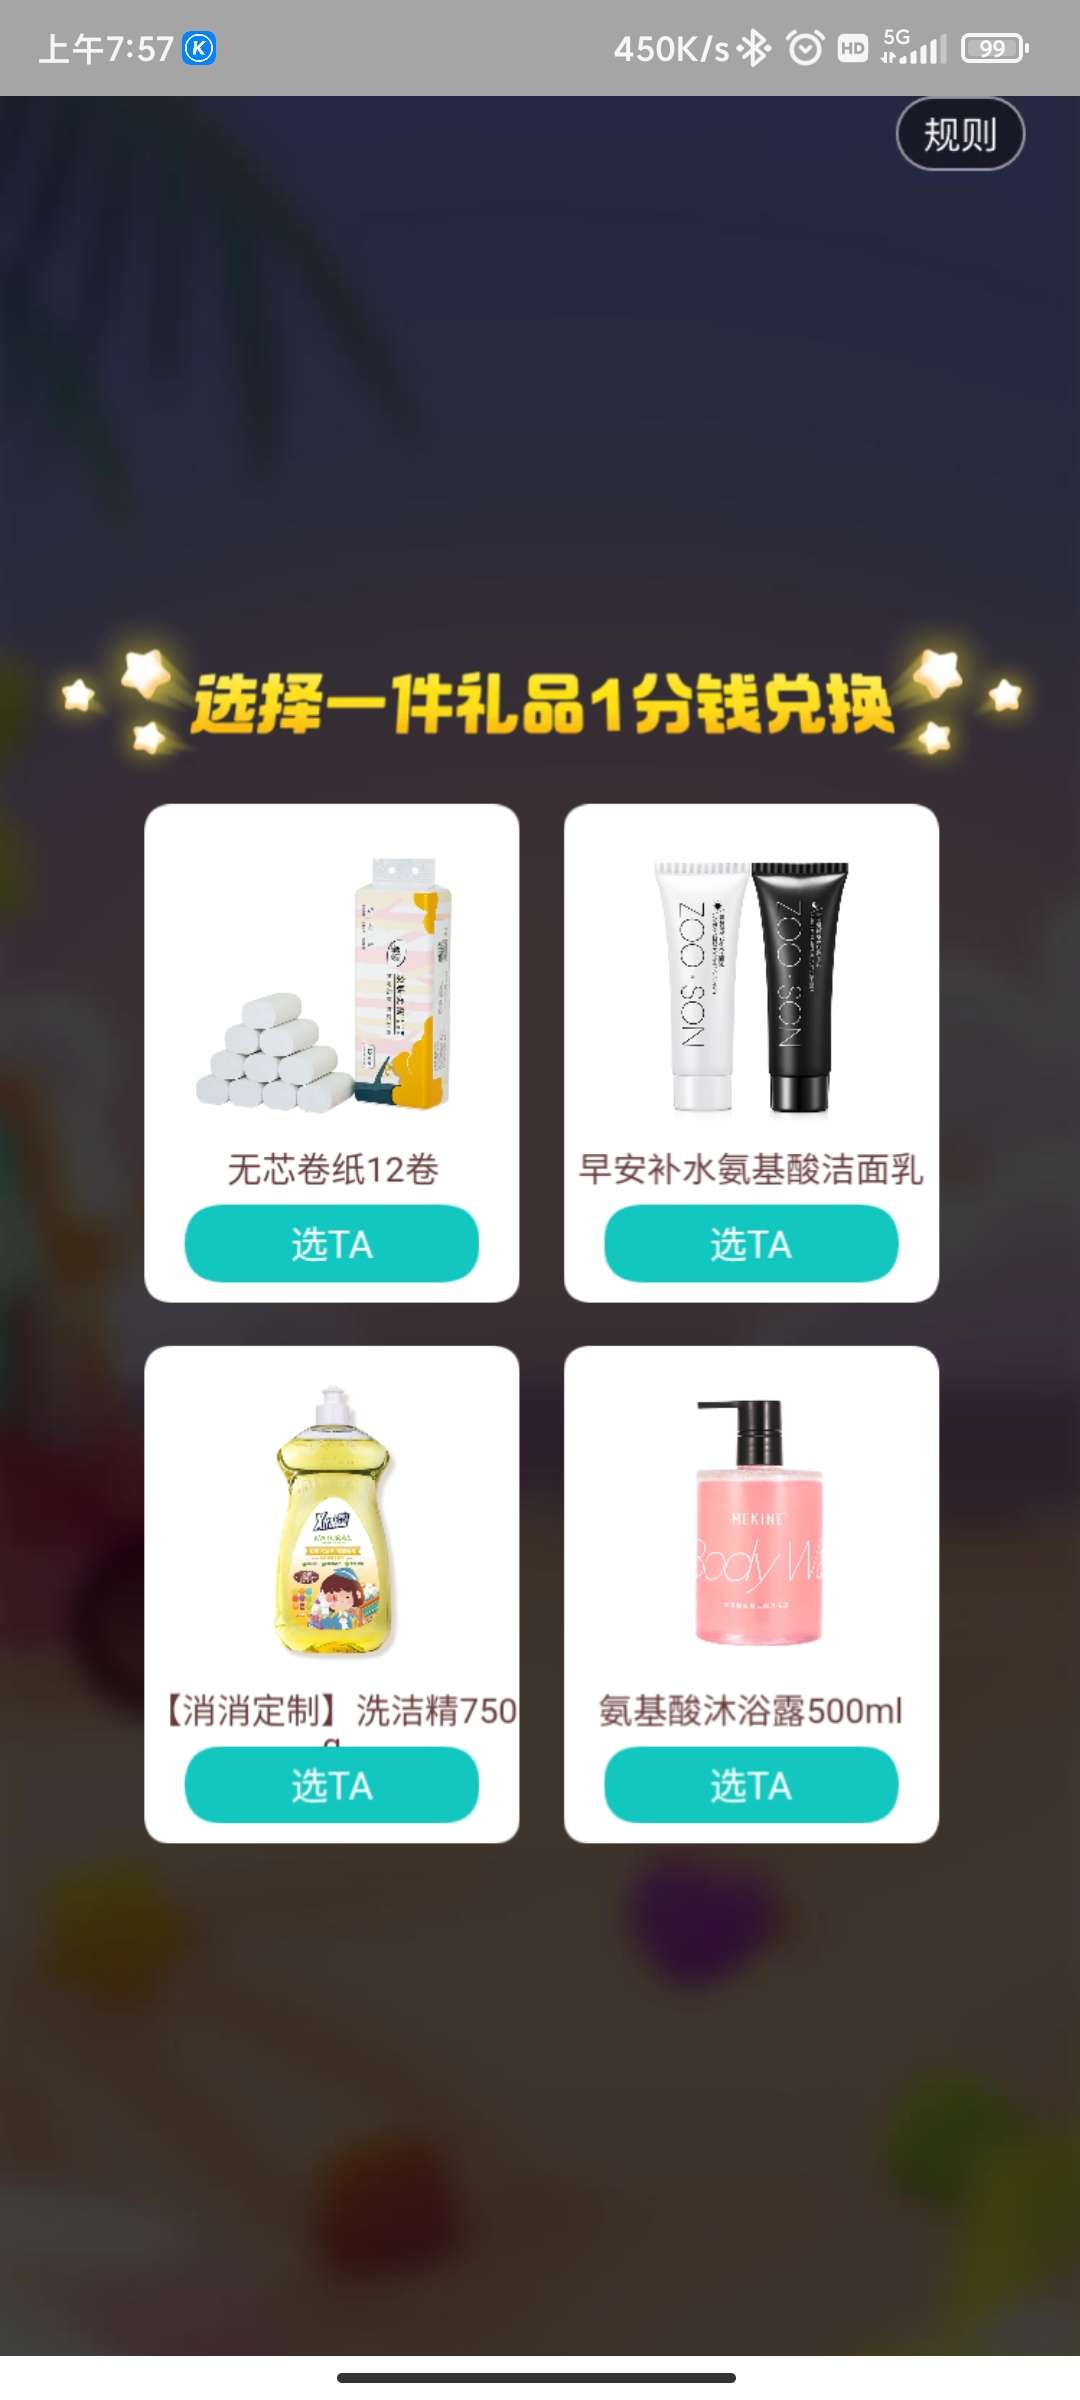 上午7:57
450K/s
HD
5G
99
规则
选择一件礼品1分钱兑换
ZOO · SON
ZOO · SON
无芯卷纸12卷
早安补水氨基酸洁面乳
选TA
选TA
NATURAL
MEKINE
Body Wa
【消消定制】洗洁精750
g
氨基酸沐浴露500ml
选TA
选TA